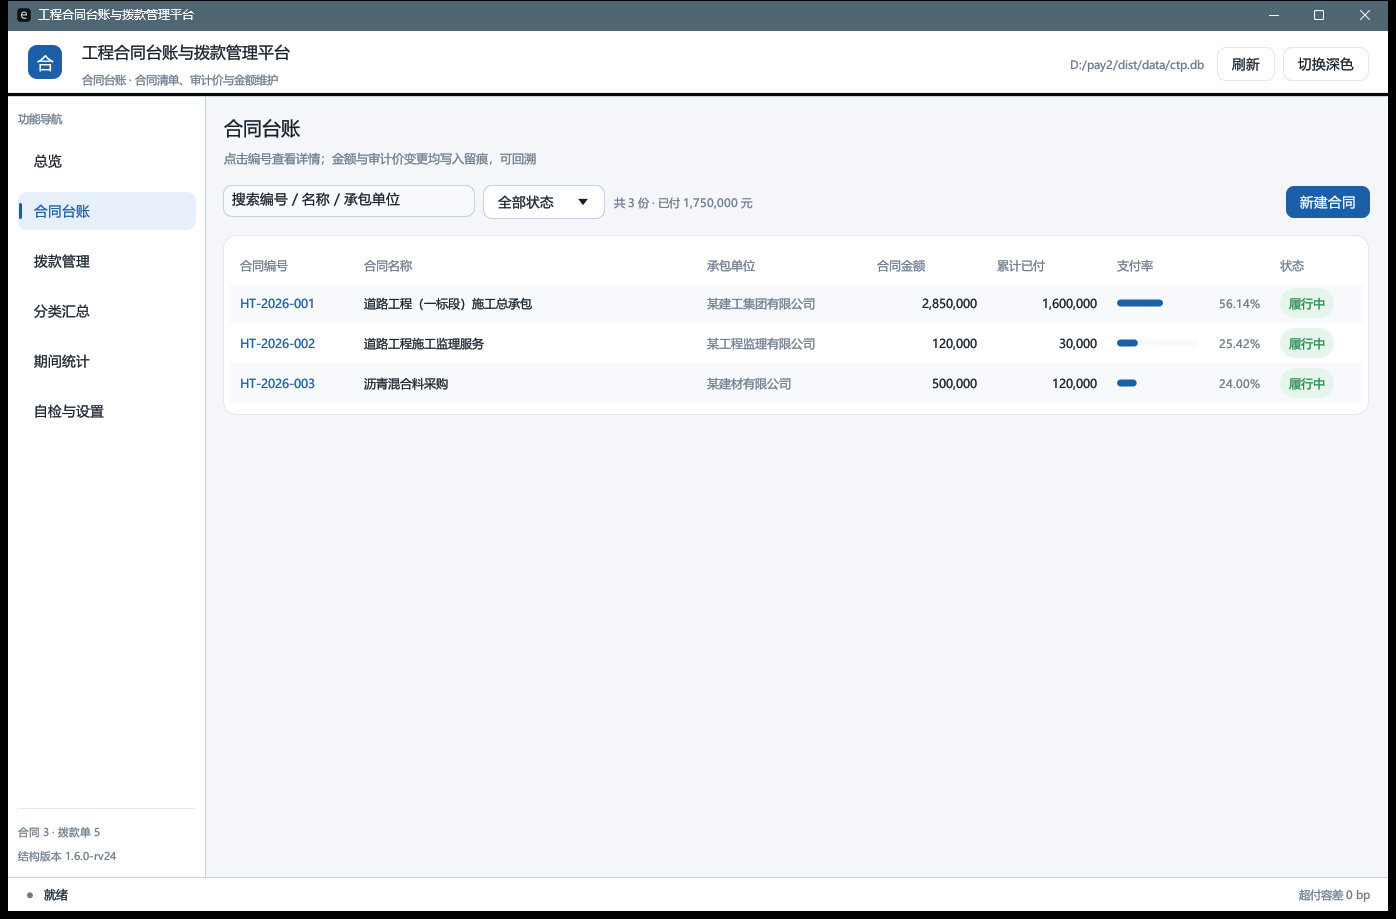 工程合同台账与拨款管理平台
合
工程合同台账与拨款管理平台
合同台账 · 合同清单、审计价与金额维护
D:/pay2/dist/data/ctp.db
刷新
切换深色
功能导航
总览
合同台账
拨款管理
分类汇总
期间统计
自检与设置
合同 3 · 拨款单 5
结构版本 1.6.0-rv24
合同台账
点击编号查看详情；金额与审计价变更均写入留痕，可回溯
搜索编号 / 名称 / 承包单位
全部状态
共 3 份 · 已付 1,750,000 元
新建合同
合同编号 合同名称 承包单位 合同金额 累计已付 支付率 状态
HT-2026-001 道路工程（一标段）施工总承包 某建工集团有限公司 2,850,000 1,600,000 56.14% 履行中
HT-2026-002 道路工程施工监理服务 某工程监理有限公司 120,000 30,000 25.42% 履行中
HT-2026-003 沥青混合料采购 某建材有限公司 500,000 120,000 24.00% 履行中
就绪
超付容差 0 bp